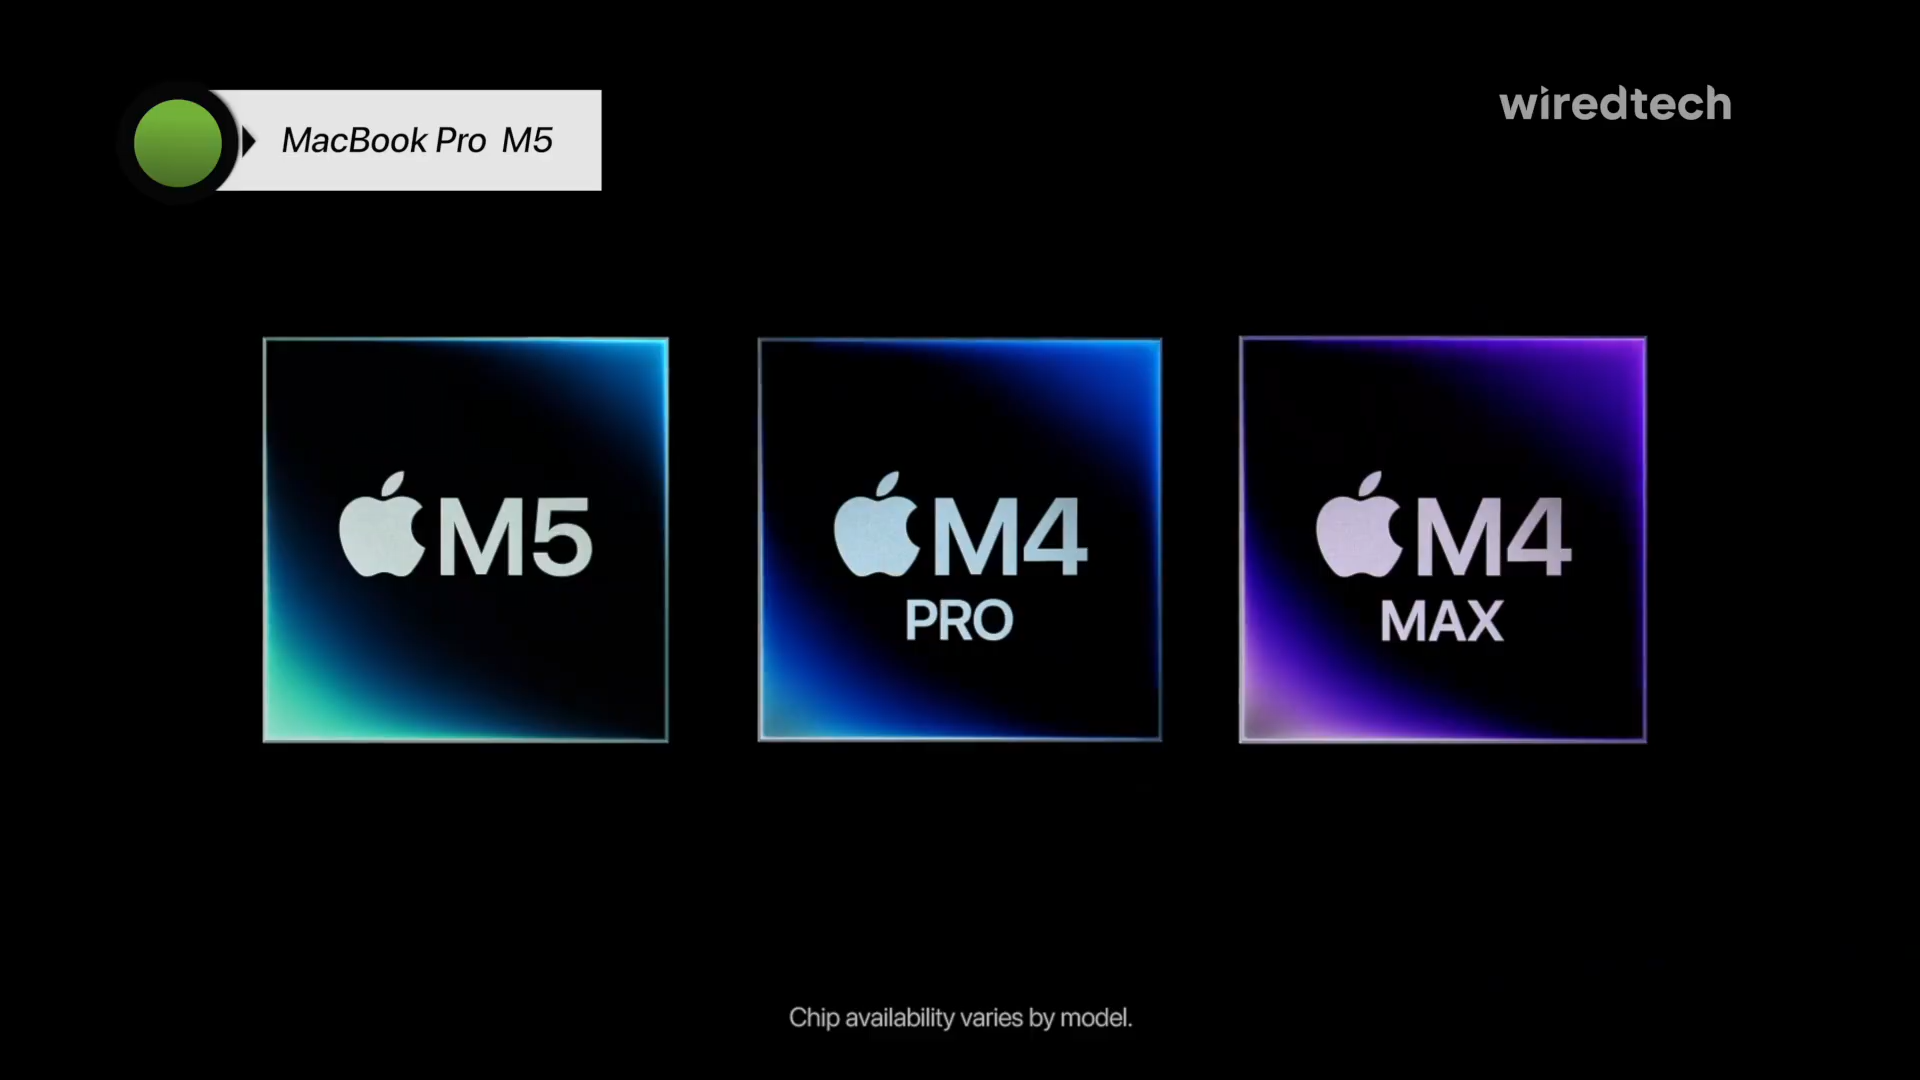 MacBook Pro M5
wiredtech
M5
M4
PRO
M4
MAX
Chip availability varies by model.